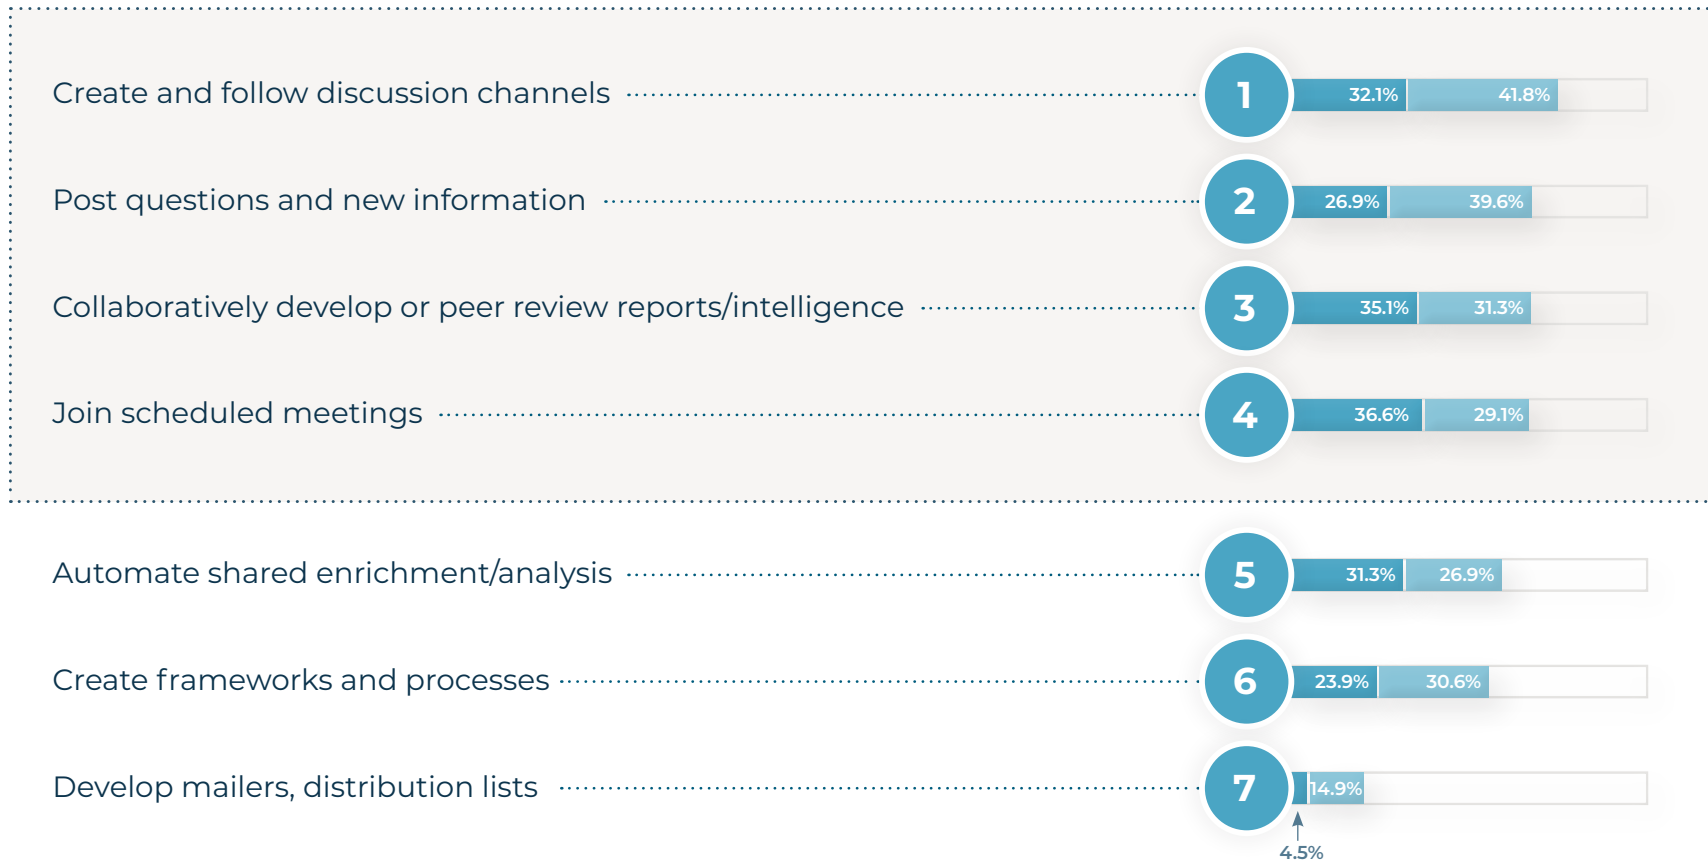 Create and follow discussion channels 1 32.1% 41.8%
Post questions and new information 2 26.9% 39.6%
Collaboratively develop or peer review reports/intelligence 3 35.1% 31.3%
Join scheduled meetings 4 36.6% 29.1%
Automate shared enrichment/analysis 5 31.3% 26.9%
Create frameworks and processes 6 23.9% 30.6%
Develop mailers, distribution lists 7 14.9%
4.5%